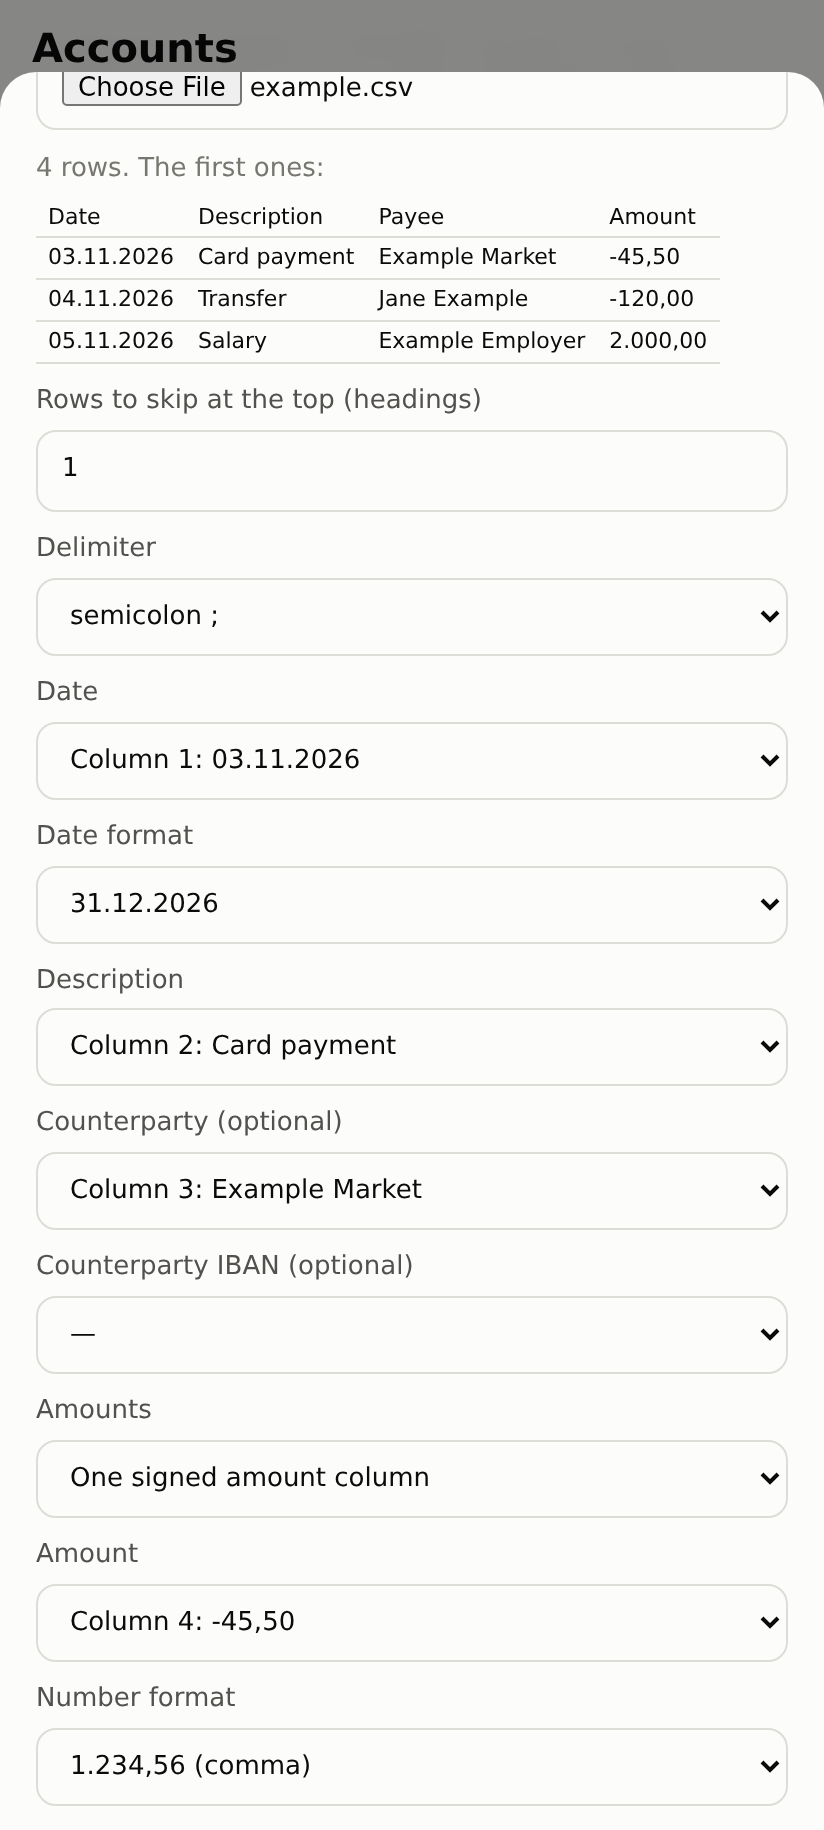 Accounts
Choose File example.csv
4 rows. The first ones:
Date Description Payee Amount
03.11.2026 Card payment Example Market -45,50
04.11.2026 Transfer Jane Example -120,00
05.11.2026 Salary Example Employer 2.000,00
Rows to skip at the top (headings)
1
Delimiter
semicolon ;
Date
Column 1: 03.11.2026
Date format
31.12.2026
Description
Column 2: Card payment
Counterparty (optional)
Column 3: Example Market
Counterparty IBAN (optional)
—
Amounts
One signed amount column
Amount
Column 4: -45,50
Number format
1.234,56 (comma)